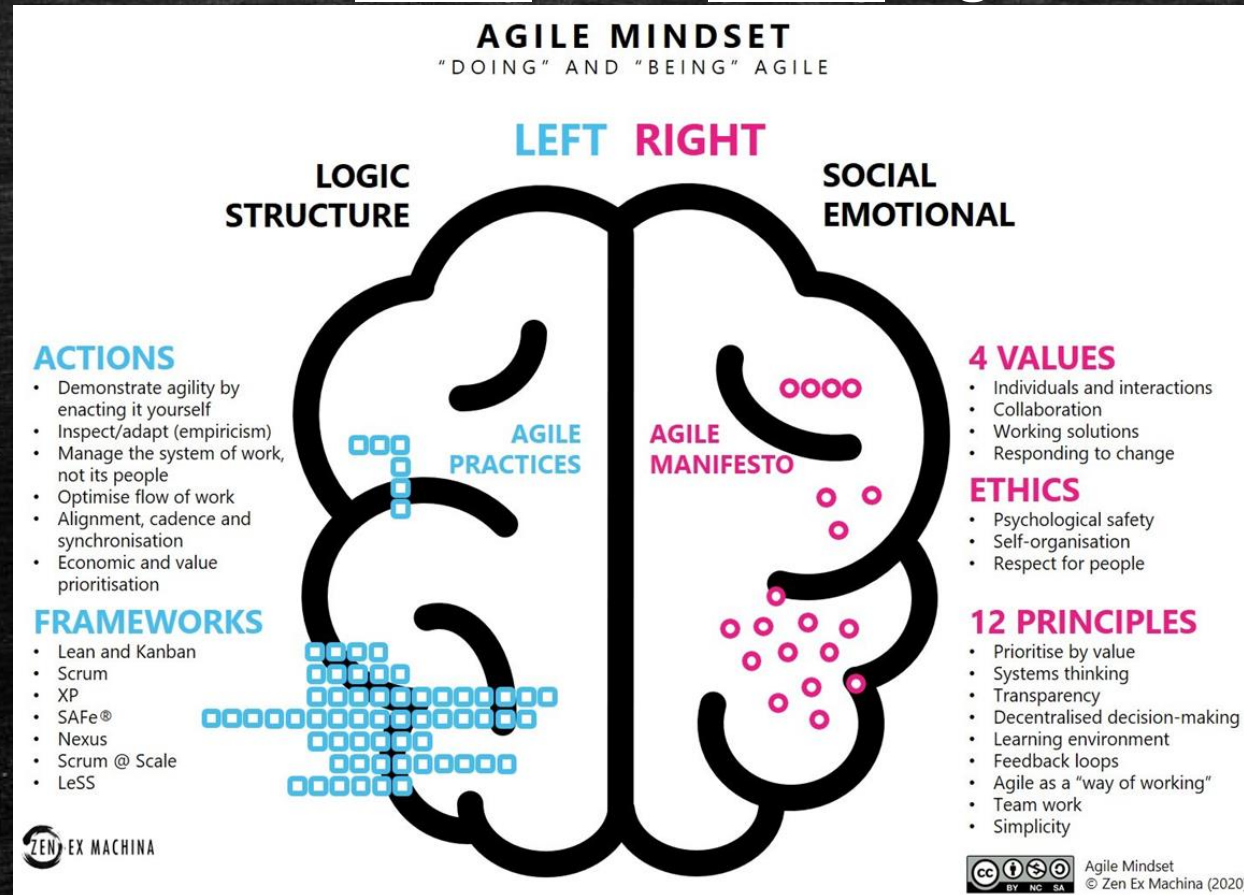 AGILE MINDSET
"DOING" AND "BEING" AGILE
LEFT RIGHT
LOGIC
STRUCTURE
SOCIAL
EMOTIONAL
ACTIONS
• Demonstrate agility by
enacting it yourself
• Inspect/adapt (empiricism)
• Manage the system of work,
not its people
• Optimise flow of work
• Alignment, cadence and
synchronisation
• Economic and value
prioritisation
FRAMEWORKS
• Lean and Kanban
• Scrum
• XP
• SAFe®
• Nexus
• Scrum @ Scale
• LeSS
AGILE
PRACTICES
AGILE
MANIFESTO
4 VALUES
• Individuals and interactions
• Collaboration
• Working solutions
• Responding to change
ETHICS
• Psychological safety
• Self-organisation
• Respect for people
12 PRINCIPLES
• Prioritise by value
• Systems thinking
• Transparency
• Decentralised decision-making
• Learning environment
• Feedback loops
• Agile as a "way of working"
• Team work
• Simplicity
ZEN EX MACHINA
cc
BY NC SA
Agile Mindset
© Zen Ex Machina (2020